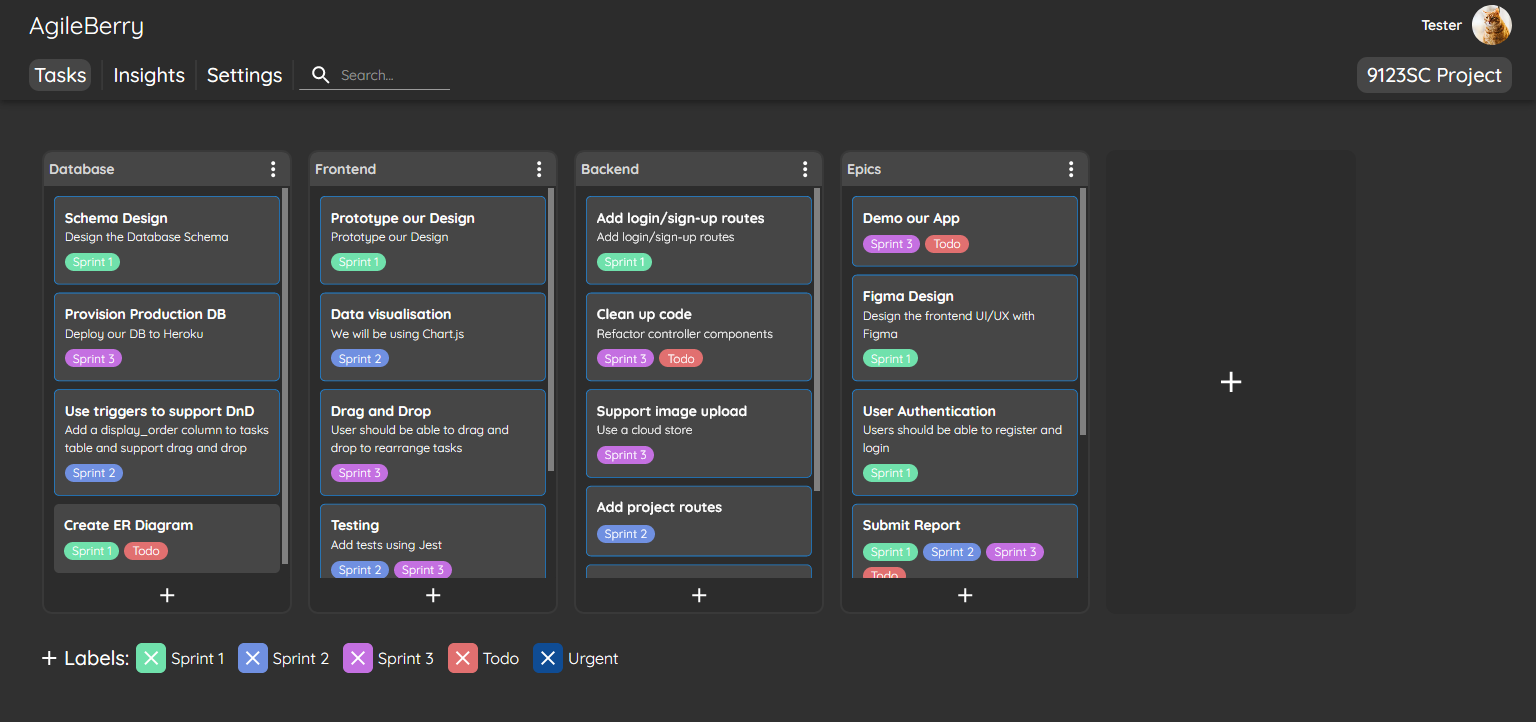 AgileBerry
Tester
Tasks
Insights
Settings
Search...
9123SC Project
Database
Schema Design
Design the Database Schema
Sprint 1
Provision Production DB
Deploy our DB to Heroku
Sprint 3
Use triggers to support DnD
Add a display_order column to tasks
table and support drag and drop
Sprint 2
Create ER Diagram
Sprint 1 Todo
Frontend
Prototype our Design
Prototype our Design
Sprint 1
Data visualisation
We will be using Chart.js
Sprint 2
Drag and Drop
User should be able to drag and
drop to rearrange tasks
Sprint 3
Testing
Add tests using Jest
Sprint 2 Sprint 3
Backend
Add login/sign-up routes
Add login/sign-up routes
Sprint 1
Clean up code
Refactor controller components
Sprint 3 Todo
Support image upload
Use a cloud store
Sprint 3
Add project routes
Sprint 2
Epics
Demo our App
Sprint 3 Todo
Figma Design
Design the frontend UI/UX with
Figma
Sprint 1
User Authentication
Users should be able to register and
login
Sprint 1
Submit Report
Sprint 1 Sprint 2 Sprint 3
Todo
+ Labels: Sprint 1 Sprint 2 Sprint 3 Todo Urgent